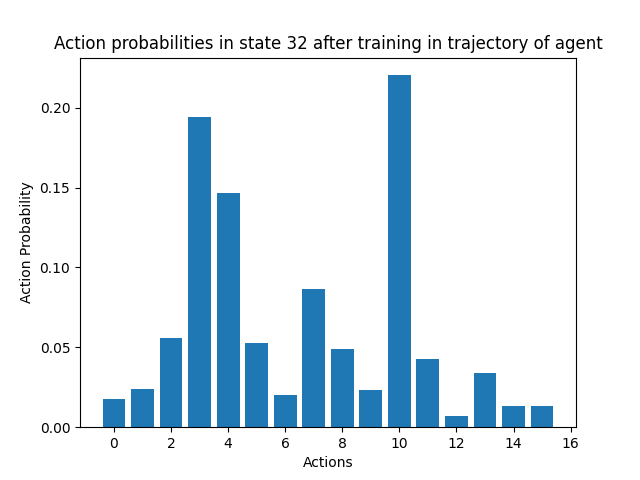 Action probabilities in state 32 after training in trajectory of agent
0.20
0.15
0.10
0.05
0.00
Action Probability
0 2 4 6 8 10 12 14 16
Actions